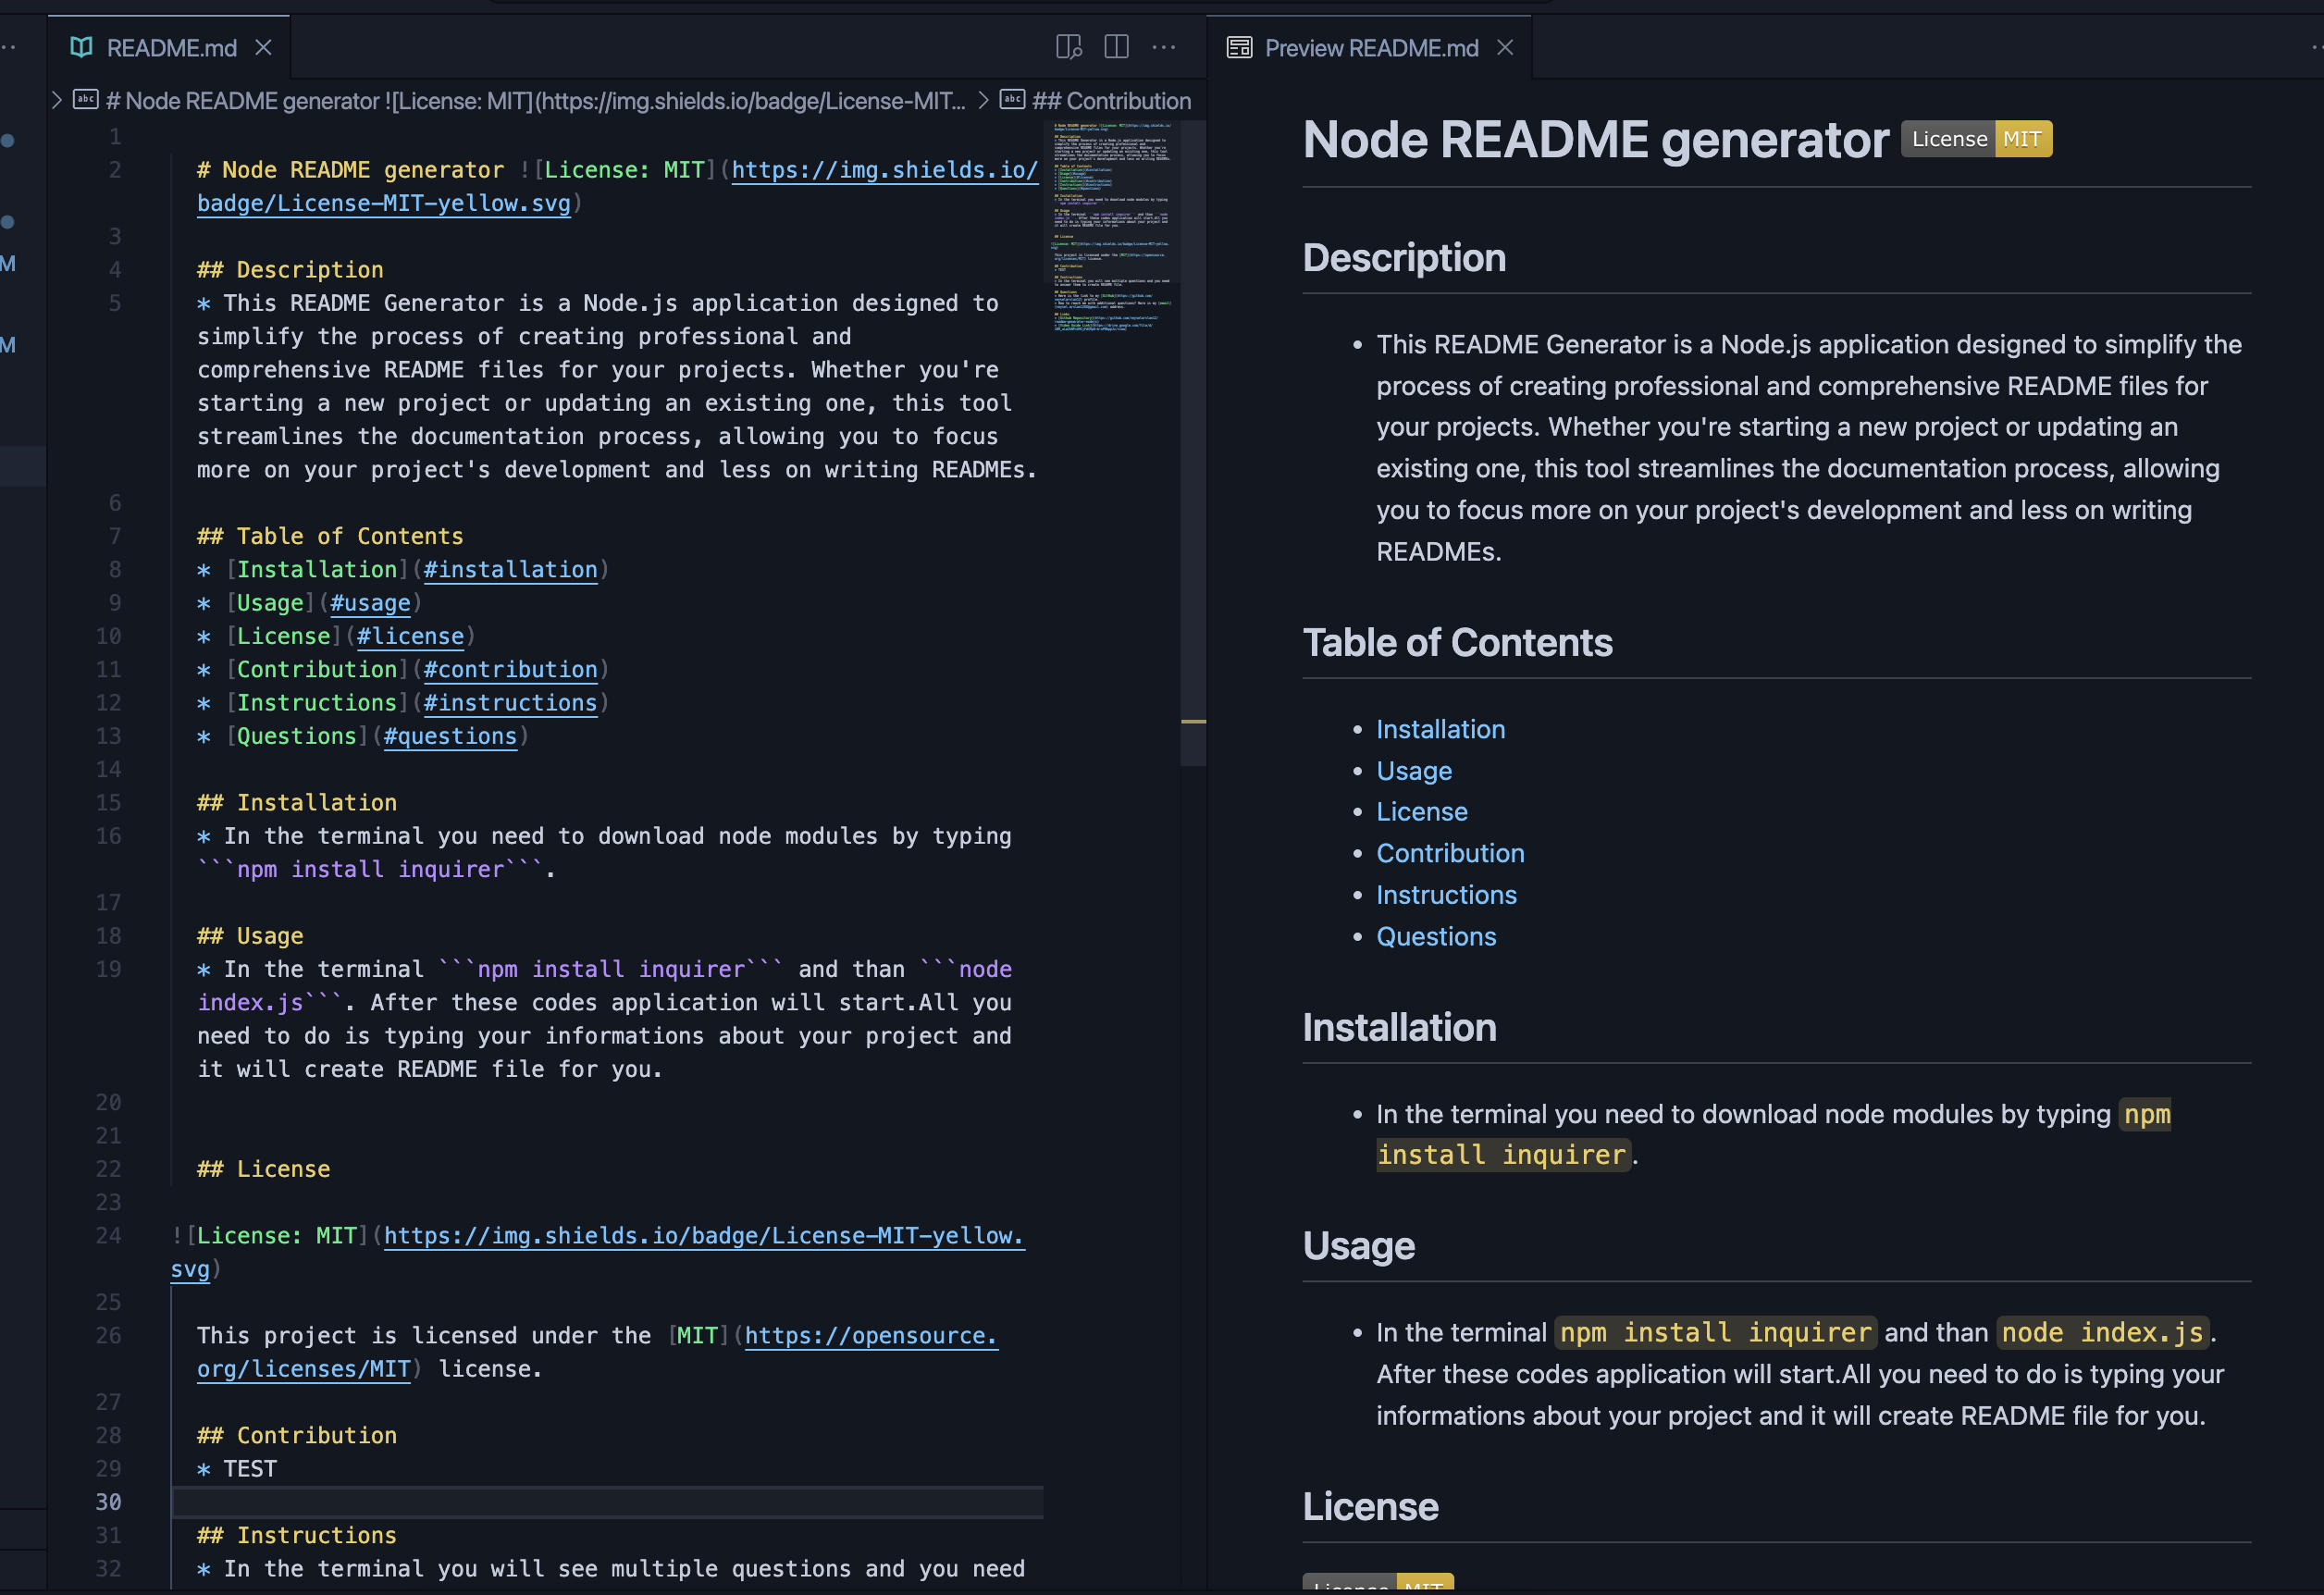 README.md
Preview README.md
# Node README generator ![License: MIT](https://img.shields.io/badge/License-MIT... > ## Contribution
M
M
1
2 # Node README generator ![License: MIT](https://img.shields.io/
badge/License-MIT-yellow.svg)
3
4 ## Description
5 * This README Generator is a Node.js application designed to
simplify the process of creating professional and
comprehensive README files for your projects. Whether you're
starting a new project or updating an existing one, this tool
streamlines the documentation process, allowing you to focus
more on your project's development and less on writing READMEs.
6
7 ## Table of Contents
8 * [Installation](#installation)
9 * [Usage](#usage)
10 * [License](#license)
11 * [Contribution](#contribution)
12 * [Instructions](#instructions)
13 * [Questions](#questions)
14
15 ## Installation
16 * In the terminal you need to download node modules by typing
```npm install inquirer```.
17
18 ## Usage
19 * In the terminal ```npm install inquirer``` and than ```node
index.js```. After these codes application will start.All you
need to do is typing your informations about your project and
it will create README file for you.
20
21
22 ## License
23
24 ![License: MIT](https://img.shields.io/badge/License-MIT-yellow.
svg)
25
26 This project is licensed under the [MIT](https://opensource.
org/licenses/MIT) license.
27
28 ## Contribution
29 * TEST
30
31 ## Instructions
32 * In the terminal you will see multiple questions and you need
Node README generator License MIT
Description
• This README Generator is a Node.js application designed to simplify the
process of creating professional and comprehensive README files for
your projects. Whether you're starting a new project or updating an
existing one, this tool streamlines the documentation process, allowing
you to focus more on your project's development and less on writing
READMEs.
Table of Contents
• Installation
• Usage
• License
• Contribution
• Instructions
• Questions
Installation
• In the terminal you need to download node modules by typing npm
install inquirer.
Usage
• In the terminal npm install inquirer and than node index.js.
After these codes application will start.All you need to do is typing your
informations about your project and it will create README file for you.
License
License MIT